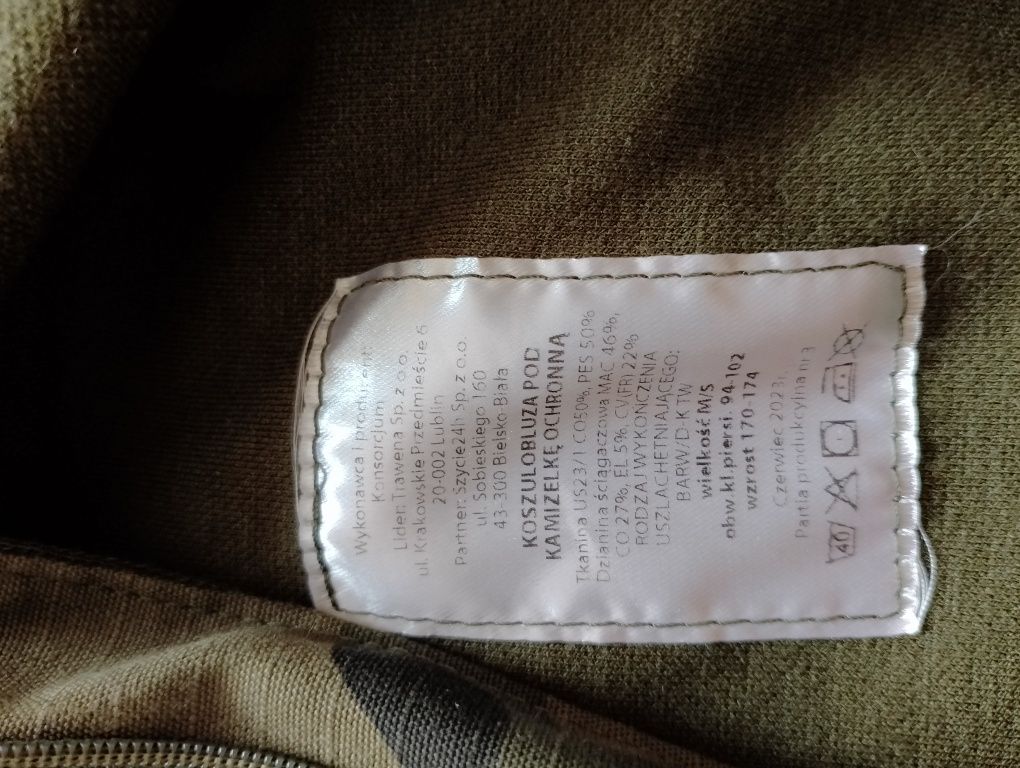 Wykonawca i producent:
Konsorcjum
Lider: Trawena Sp. z o.o.
ul. Krakowskie Przedmieście 6
20-002 Lublin
Partner: Szycie24h Sp. z o.o.
ul. Sobieskiego 160
43-300 Bielsko-Biała
KOSZULOBLUZA POD
KAMIZELKĘ OCHRONNĄ
Tkanina US23/1 CO50%, PES 50%
Dzianina ściągaczowa MAC 46%,
CO 27%, EL 5%, CV(FR) 22%
RODZAJ WYKOŃCZENIA
USZLACHETNIAJĄCEGO:
BARW/D-KTW
wielkość M/S
obw.kl.piersi. 94-102
wzrost 170-174
Czerwiec 2023r.
Partia produkcyjna nr 3
40